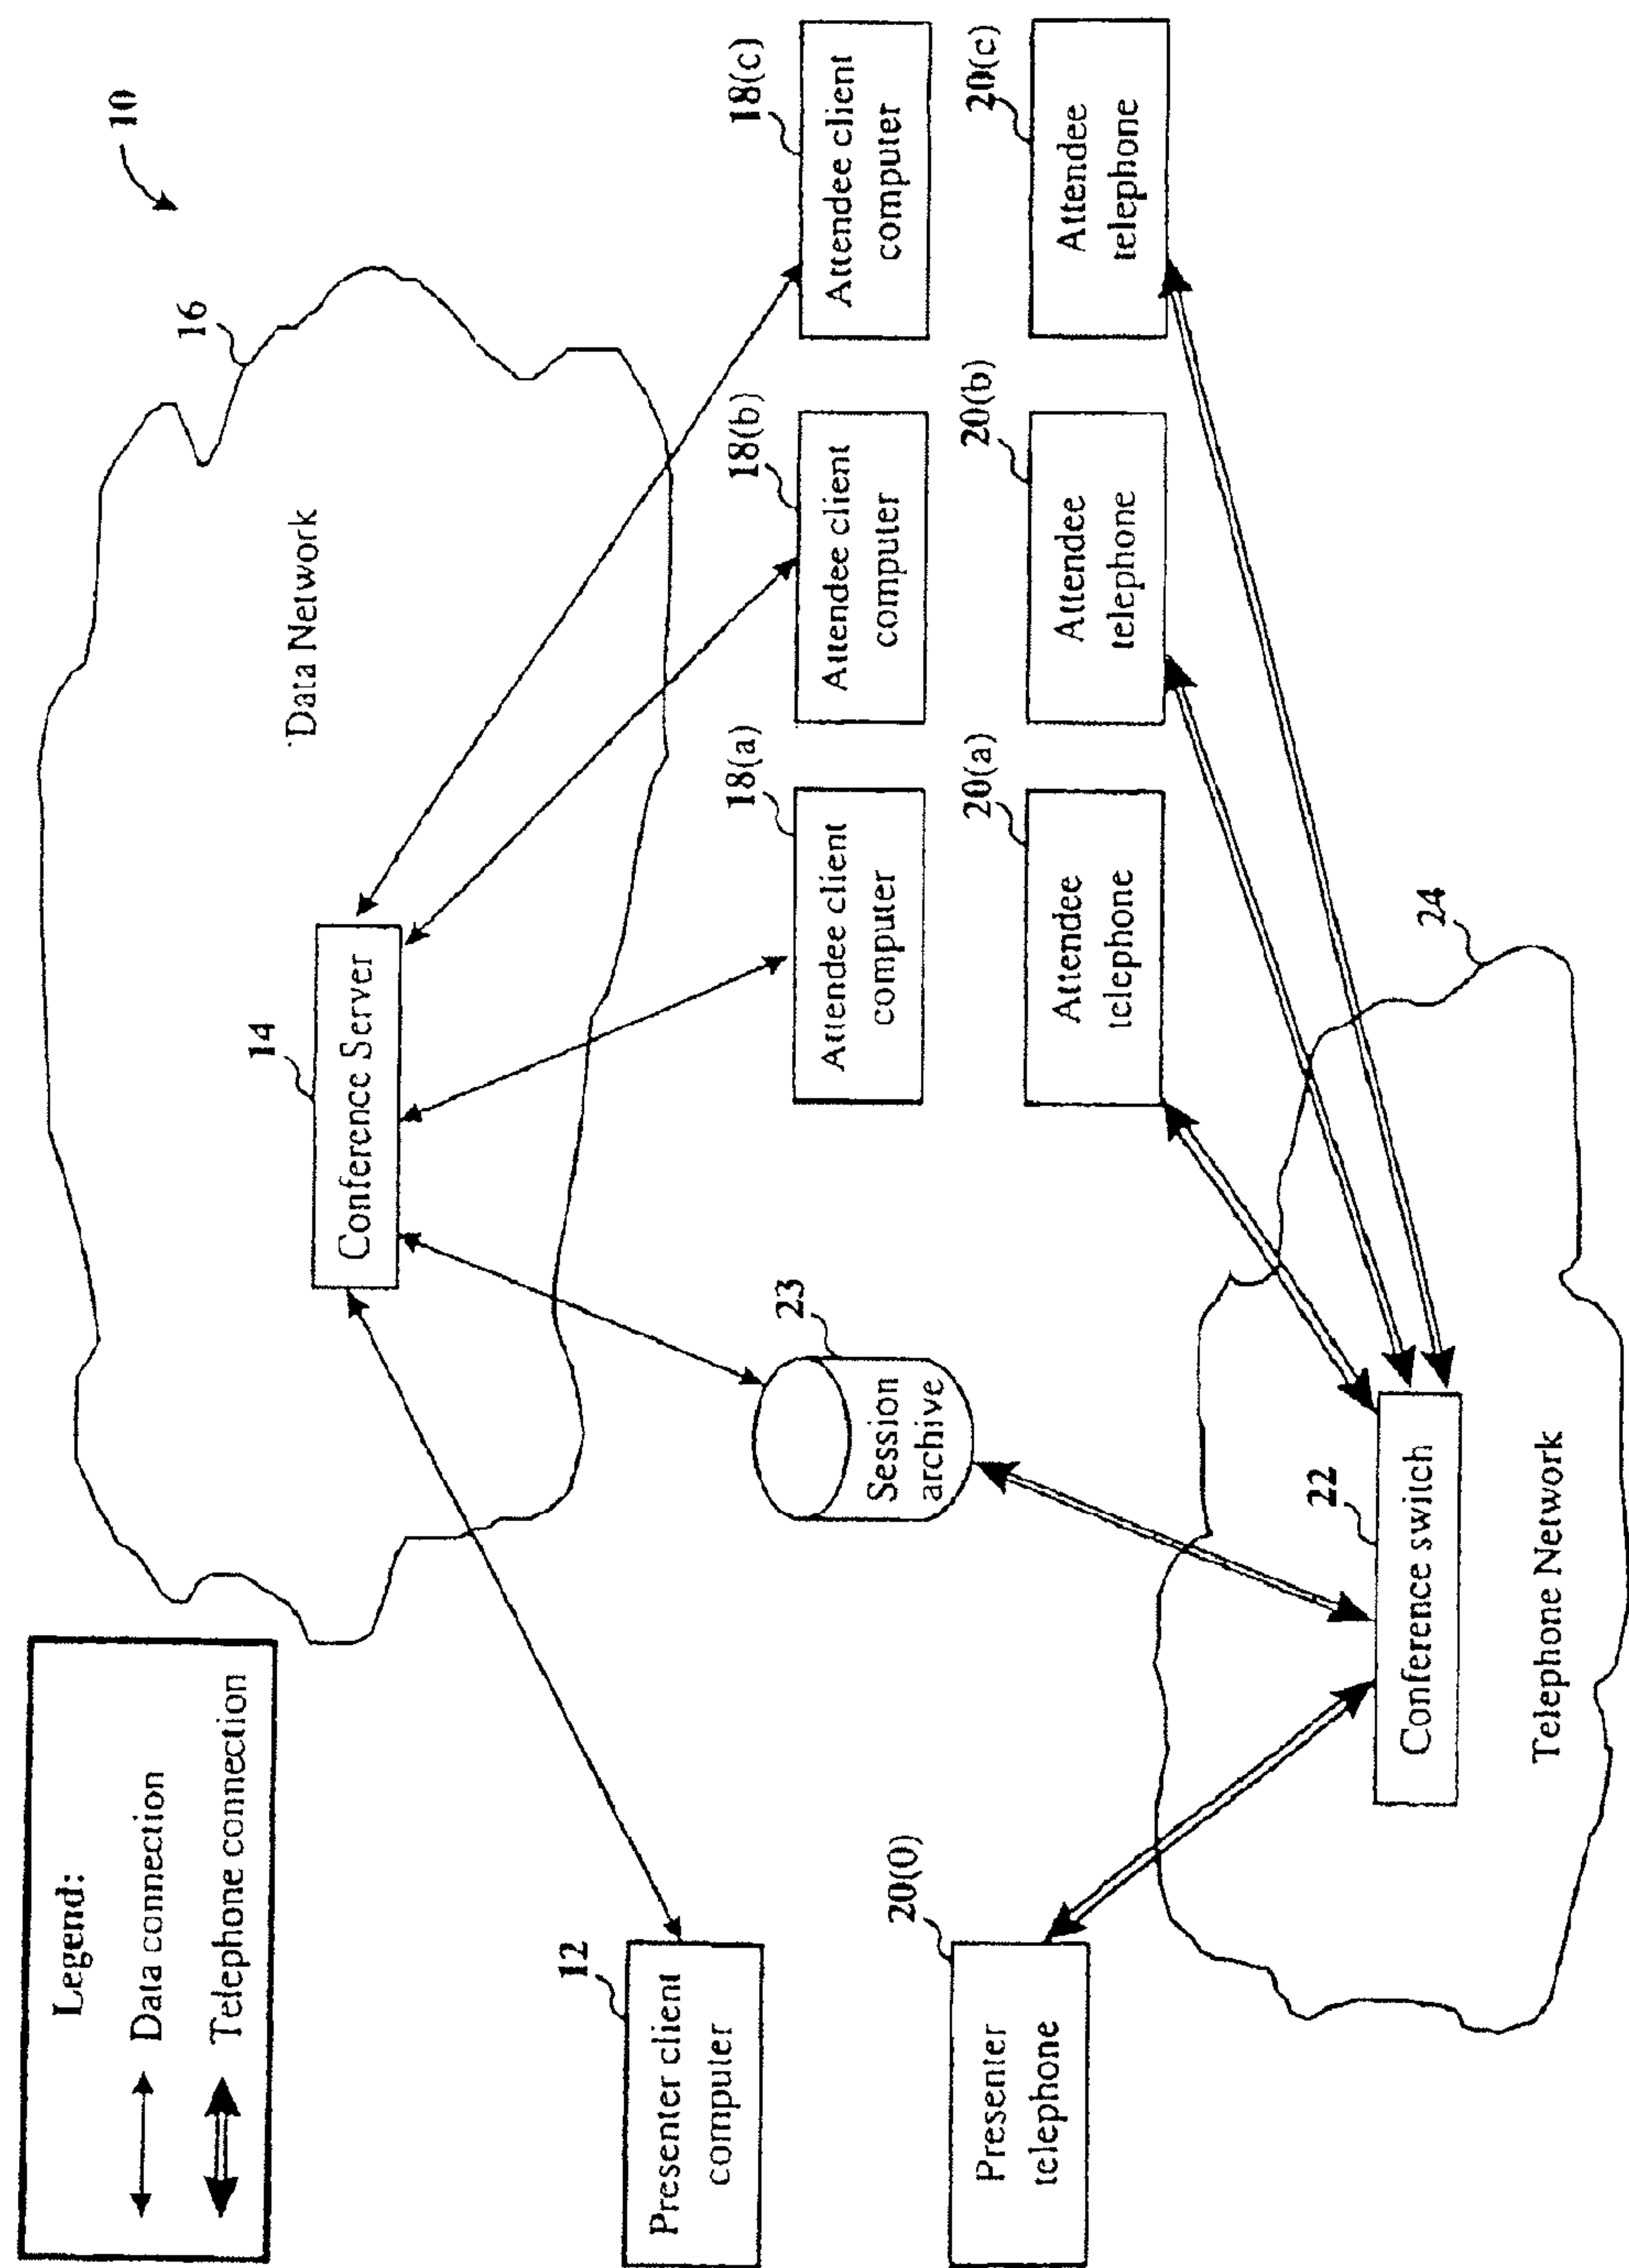 Legend:
Data connection
Telephone connection
10
16
Data Network
14
Conference Server
12
Presenter client
computer
23
Session
archive
18(a)
Attendee client
computer
18(b)
Attendee client
computer
18(c)
Attendee client
computer
20(0)
Presenter
telephone
20(a)
Attendee
telephone
20(b)
Attendee
telephone
20(c)
Attendee
telephone
24
22
Conference switch
Telephone Network